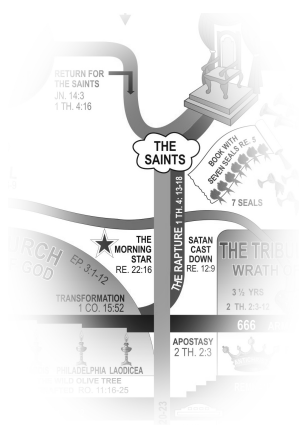 RETURN FOR
THE SAINTS
JN. 14:3
1 TH. 4:16
THE
SAINTS
BOOK WITH
SEVEN SEALS RE. 5
7 SEALS
THE RAPTURE 1 TH. 4: 13-18
THE
MORNING
STAR
RE. 22:16
SATAN
CAST
DOWN
RE. 12:9
CH
GOD
EP. 3:1-12
THE TRIB
WRATH
TRANSFORMATION
1 CO. 15:52
3 ½ YRS
2 TH. 2:3-12
666
APOSTASY
2 TH. 2:3
PHILADELPHIA LAODICEA
OLIVE TREE
11:16-25